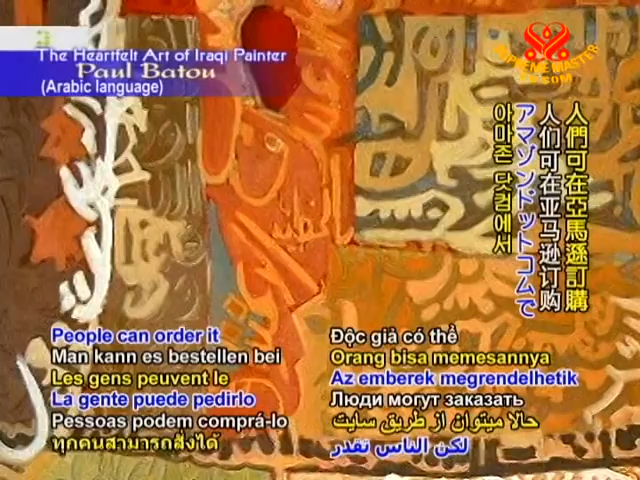 The Heartfelt Art of Iraqi Painter
Paul Batou
(Arabic language)
SUPREME MASTER
TV.COM
人們可在亞馬遜訂購
人们可在亚马逊订购
アマゾンドットコムで
아마존 닷컴에서
People can order it
Man kann es bestellen bei
Les gens peuvent le
La gente puede pedirlo
Pessoas podem comprá-lo
ทุกคนสามารถสั่งได้
Độc giả có thể
Orang bisa memesannya
Az emberek megrendelhetik
Люди могут заказать
حالا میتوان از طریق سایت
لكن الناس تقدر